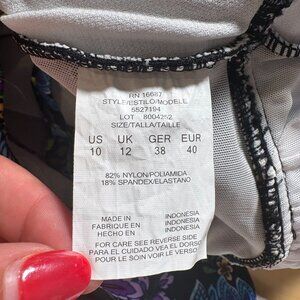 RN 16687
STYLE/ESTILO/MODELE
5527194
LOT 8004252
SIZE/TALLA/TAILLE
US UK GER EUR
10 12 38 40
82% NYLON/POLIAMIDA
18% SPANDEX/ELASTANO
MADE IN INDONESIA
FABRIQUE EN INDONESIA
HECHO EN INDONESIA
FOR CARE SEE REVERSE SIDE
PARA EL CUIDADO VEA EL DORSO
POUR LE SOIN VOIR LE VERSO